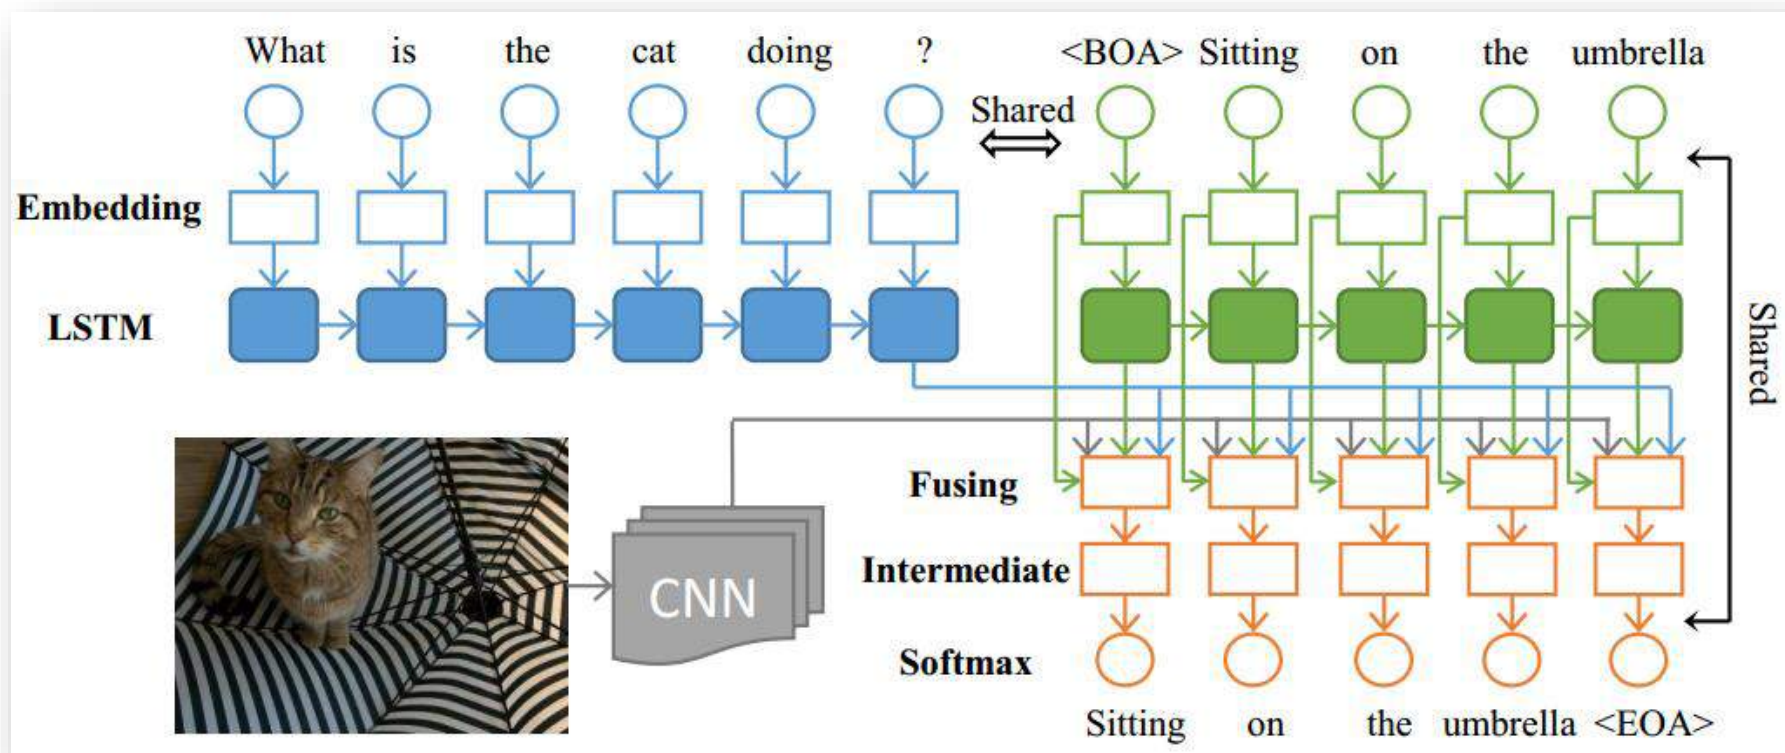 What is the cat doing ? <BOA> Sitting on the umbrella
Shared
Embedding
LSTM
Shared
Fusing
CNN
Intermediate
Softmax
Sitting on the umbrella <EOA>